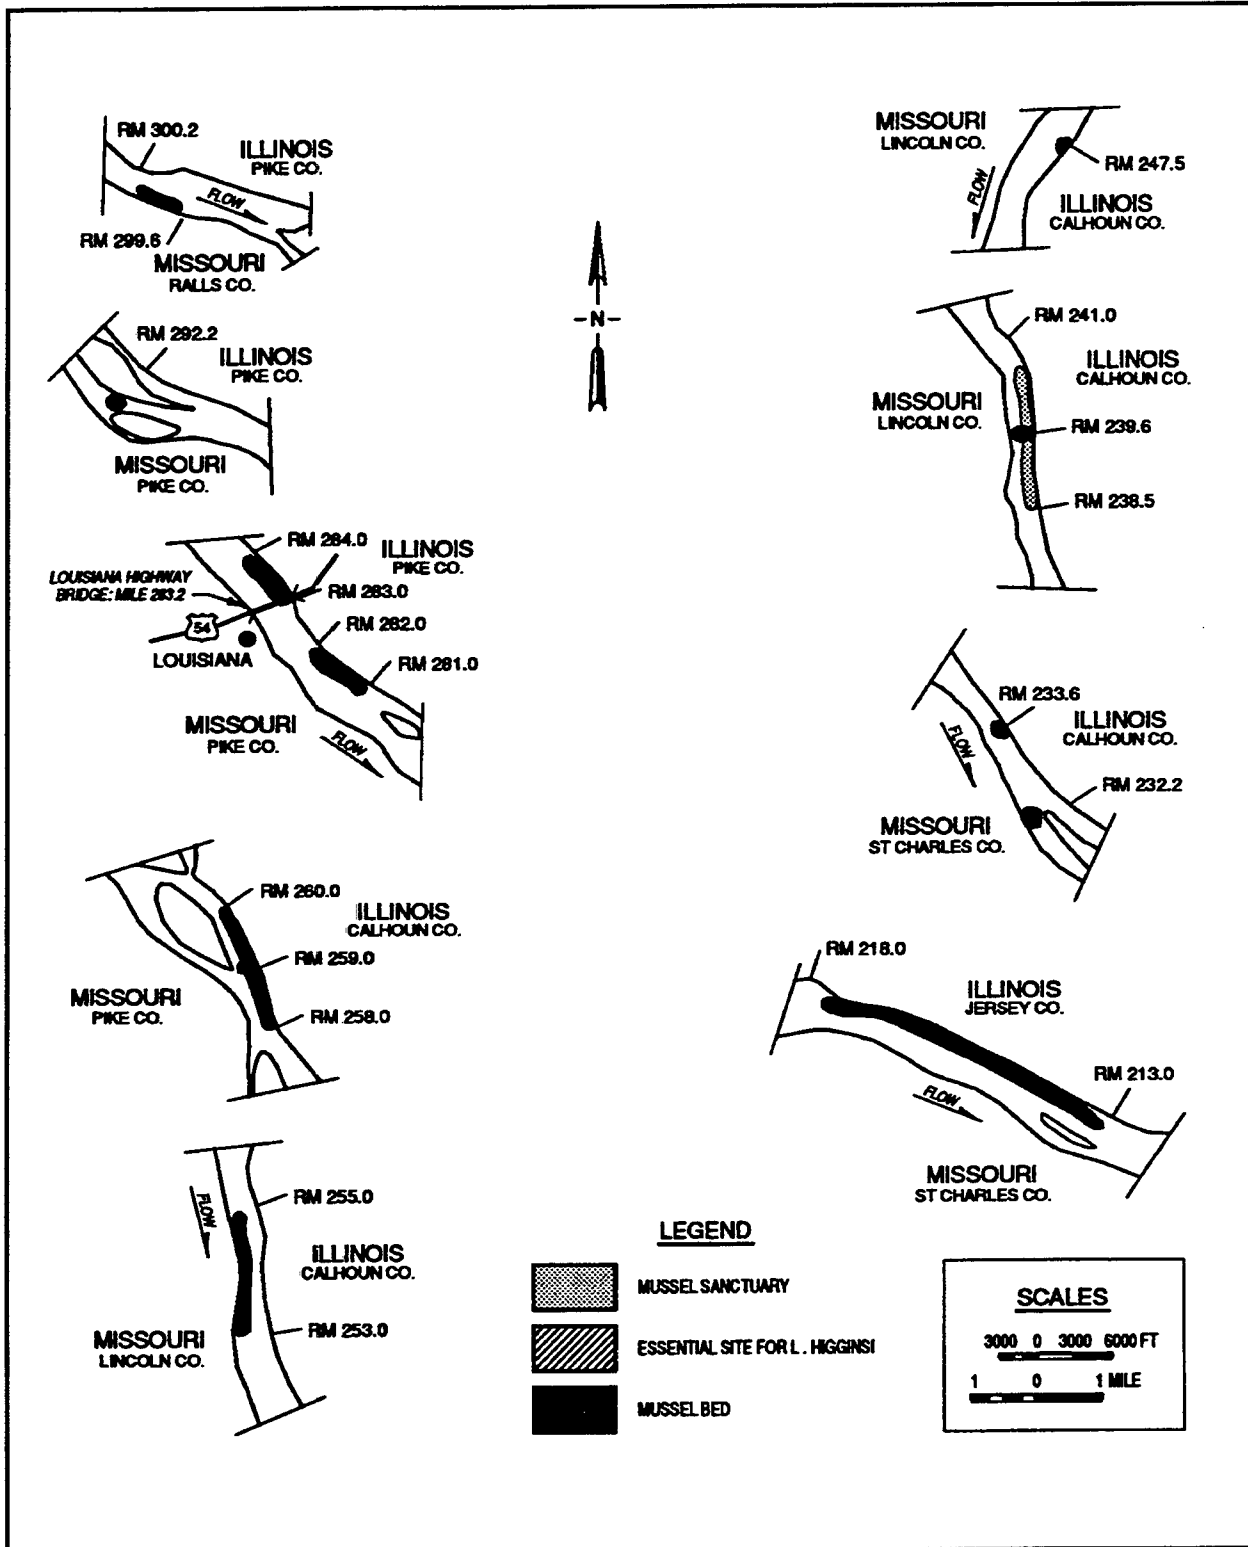 RM 300.2
ILLINOIS
PIKE CO.
FLOW
RM 299.6
MISSOURI
RALLS CO.
RM 292.2
ILLINOIS
PIKE CO.
MISSOURI
PIKE CO.
RM 284.0
ILLINOIS
PIKE CO.
LOUISIANA HIGHWAY
BRIDGE: MILE 283.2
RM 283.0
54
RM 282.0
LOUISIANA
RM 281.0
MISSOURI
PIKE CO.
FLOW
RM 260.0
ILLINOIS
CALHOUN CO.
RM 259.0
MISSOURI
PIKE CO.
RM 258.0
FLOW
RM 255.0
ILLINOIS
CALHOUN CO.
RM 253.0
MISSOURI
LINCOLN CO.
-N-
MISSOURI
LINCOLN CO.
RM 247.5
FLOW
ILLINOIS
CALHOUN CO.
RM 241.0
ILLINOIS
CALHOUN CO.
MISSOURI
LINCOLN CO.
RM 239.6
RM 238.5
RM 233.6
ILLINOIS
CALHOUN CO.
FLOW
RM 232.2
MISSOURI
ST CHARLES CO.
RM 218.0
ILLINOIS
JERSEY CO.
RM 213.0
FLOW
MISSOURI
ST CHARLES CO.
LEGEND
MUSSEL SANCTUARY
ESSENTIAL SITE FOR L. HIGGINSI
MUSSEL BED
SCALES
3000 0 3000 6000 FT
1 0 1 MILE